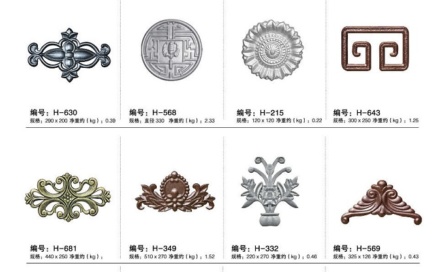 编号：H-630
规格：290 x 200 净重约（kg）：0.39
编号：H-568
规格：直径 330 净重约（kg）：2.33
编号：H-215
规格：120 x 120 净重约（kg）：0.22
编号：H-643
规格：300 x 250 净重约（kg）：1.25
编号：H-681
规格：440 x 250 净重约（kg）：
编号：H-349
规格：510 x 270 净重约（kg）：1.52
编号：H-332
规格：220 x 270 净重约（kg）：0.46
编号：H-569
规格：325 x 126 净重约（kg）：0.43